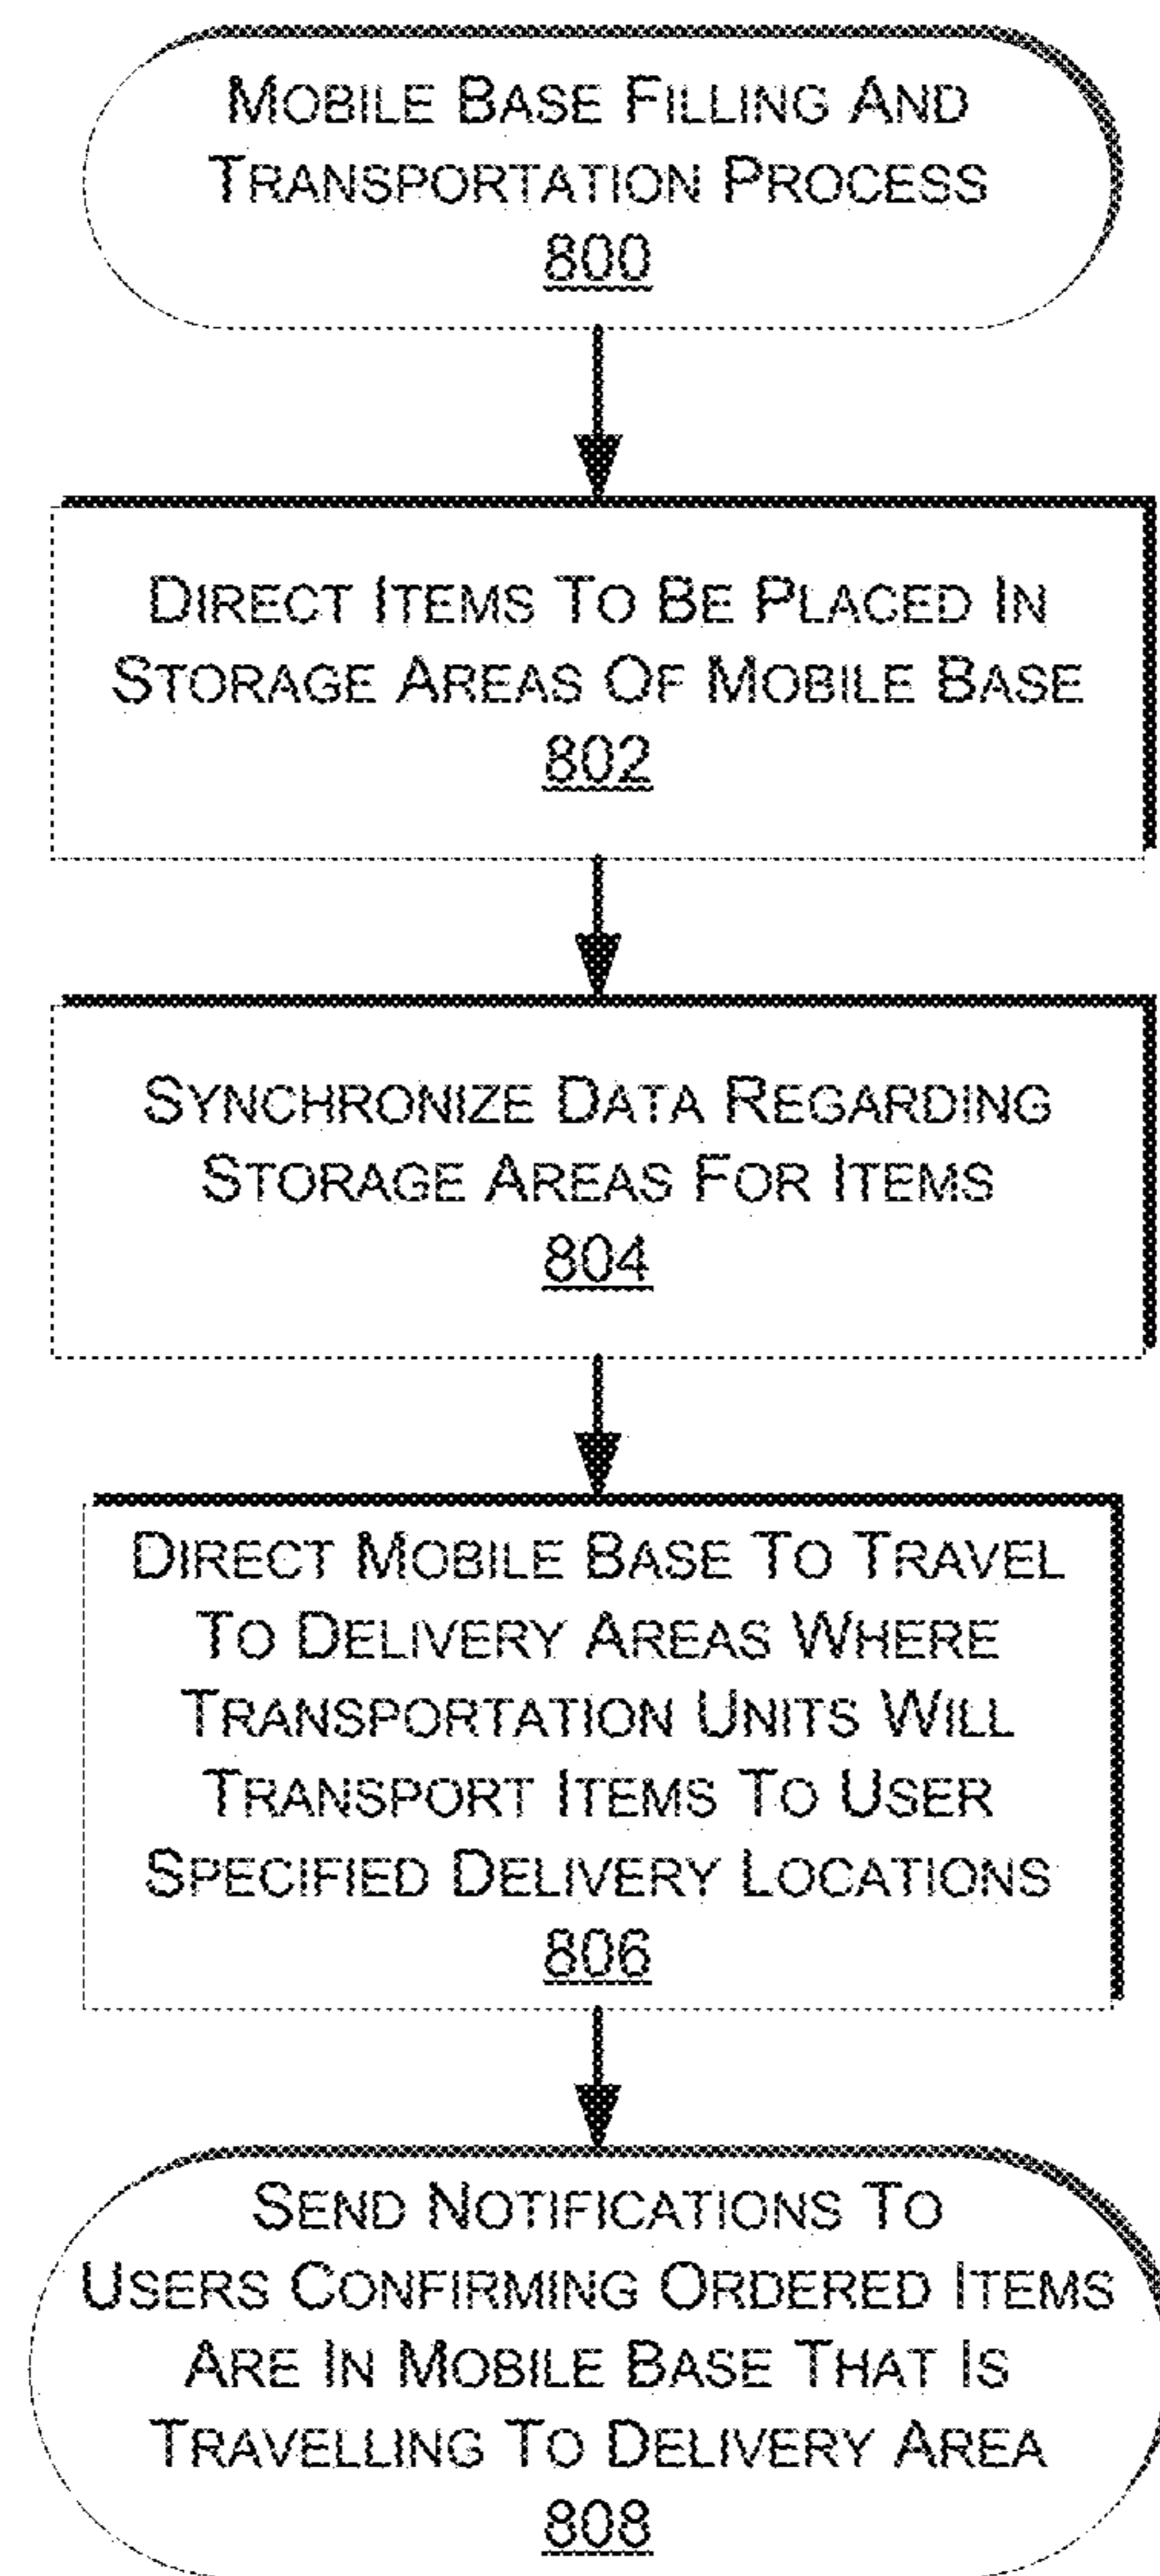 MOBILE BASE FILLING AND
TRANSPORTATION PROCESS
800
DIRECT ITEMS TO BE PLACED IN
STORAGE AREAS OF MOBILE BASE
802
SYNCHRONIZE DATA REGARDING
STORAGE AREAS FOR ITEMS
804
DIRECT MOBILE BASE TO TRAVEL
TO DELIVERY AREAS WHERE
TRANSPORTATION UNITS WILL
TRANSPORT ITEMS TO USER
SPECIFIED DELIVERY LOCATIONS
806
SEND NOTIFICATIONS TO
USERS CONFIRMING ORDERED ITEMS
ARE IN MOBILE BASE THAT IS
TRAVELLING TO DELIVERY AREA
808